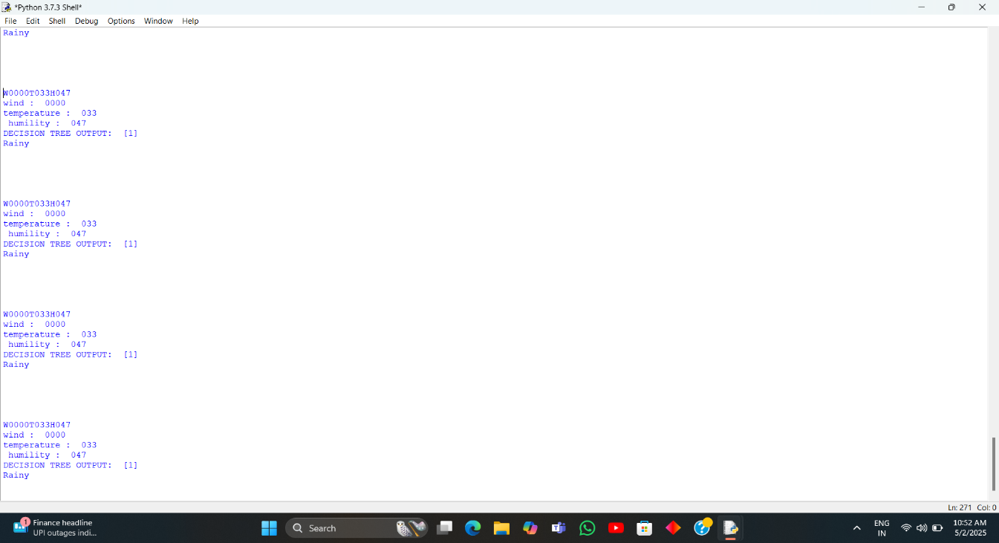 *Python 3.7.3 Shell*
File Edit Shell Debug Options Window Help
Rainy
W0000T033H047
wind :  0000
temperature :  033
 humility :  047
DECISION TREE OUTPUT:  [1]
Rainy
W0000T033H047
wind :  0000
temperature :  033
 humility :  047
DECISION TREE OUTPUT:  [1]
Rainy
W0000T033H047
wind :  0000
temperature :  033
 humility :  047
DECISION TREE OUTPUT:  [1]
Rainy
W0000T033H047
wind :  0000
temperature :  033
 humility :  047
DECISION TREE OUTPUT:  [1]
Rainy
Ln: 271 Col: 0
1
Finance headline
UPI outages indi...
Search
ENG
IN
10:52 AM
5/2/2025